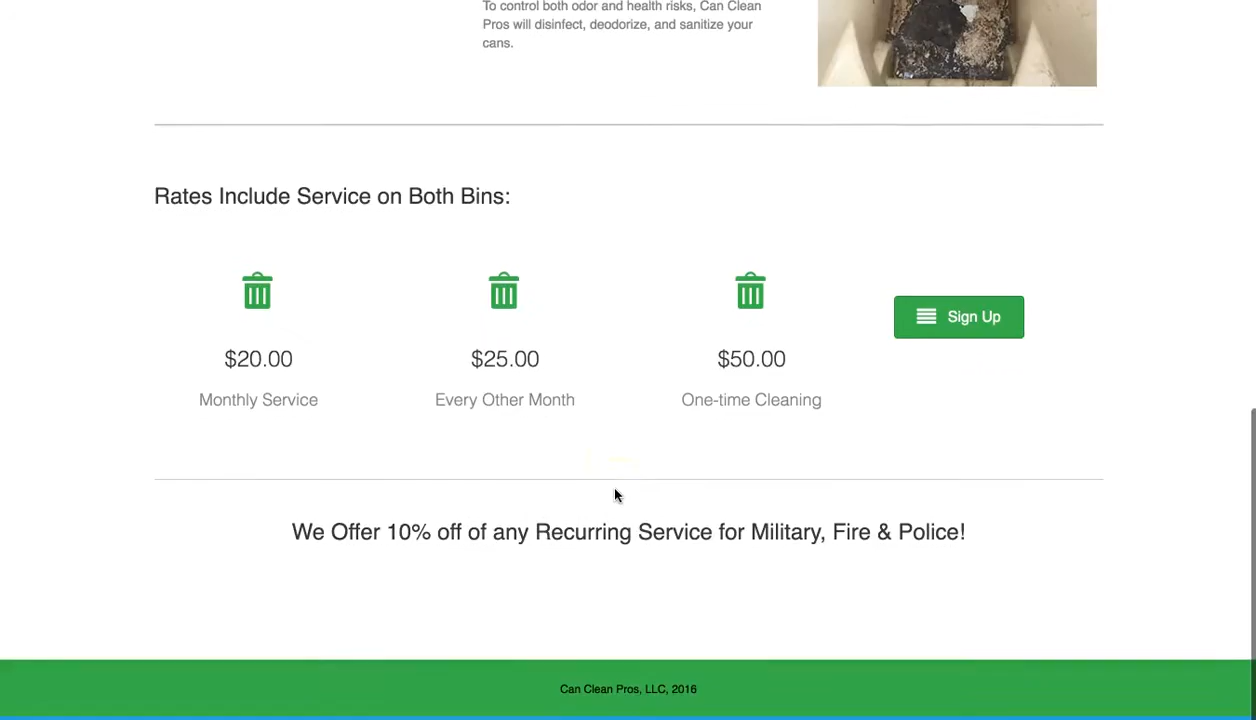 To control both odor and health risks, Can Clean
Pros will disinfect, deodorize, and sanitize your
cans.
Rates Include Service on Both Bins:
$20.00
Monthly Service
$25.00
Every Other Month
$50.00
One-time Cleaning
Sign Up
We Offer 10% off of any Recurring Service for Military, Fire & Police!
Can Clean Pros, LLC, 2016